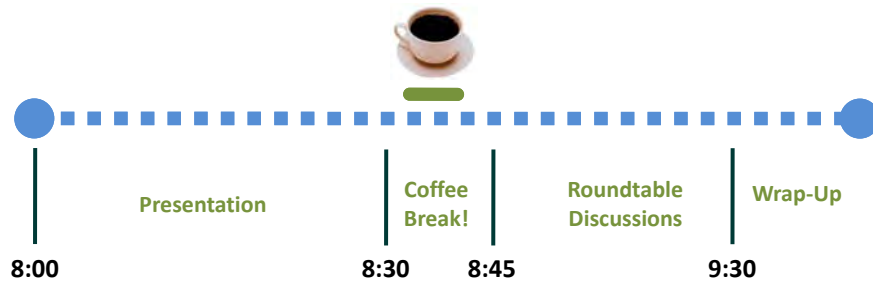 Presentation
Coffee
Break!
Roundtable
Discussions
Wrap-Up
8:00
8:30
8:45
9:30